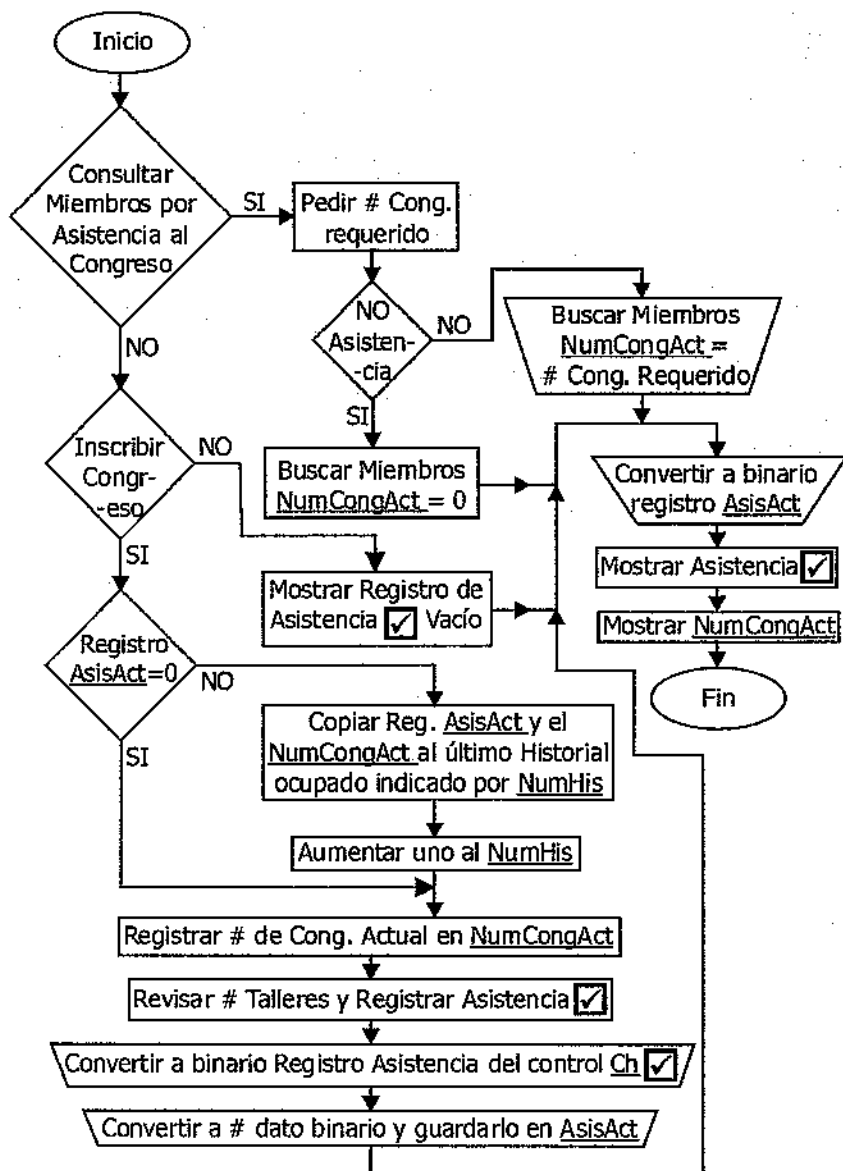 Inicio
Consultar
Miembros por
Asistencia al
Congreso
SI
NO
Pedir # Cong.
requerido
NO
Asisten-
-cia
NO
SI
Buscar Miembros
NumCongAct =
# Cong. Requerido
Buscar Miembros
NumCongAct = 0
Inscribir
Congr-
-eso
NO
SI
Convertir a binario
registro AsisAct
Mostrar Asistencia ✓
Mostrar NumCongAct
Fin
Mostrar Registro de
Asistencia ✓ Vacío
Registro
AsisAct=0
NO
SI
Copiar Reg. AsisAct y el
NumCongAct al último Historial
ocupado indicado por NumHis
Aumentar uno al NumHis
Registrar # de Cong. Actual en NumCongAct
Revisar # Talleres y Registrar Asistencia ✓
Convertir a binario Registro Asistencia del control Ch ✓
Convertir a # dato binario y guardarlo en AsisAct